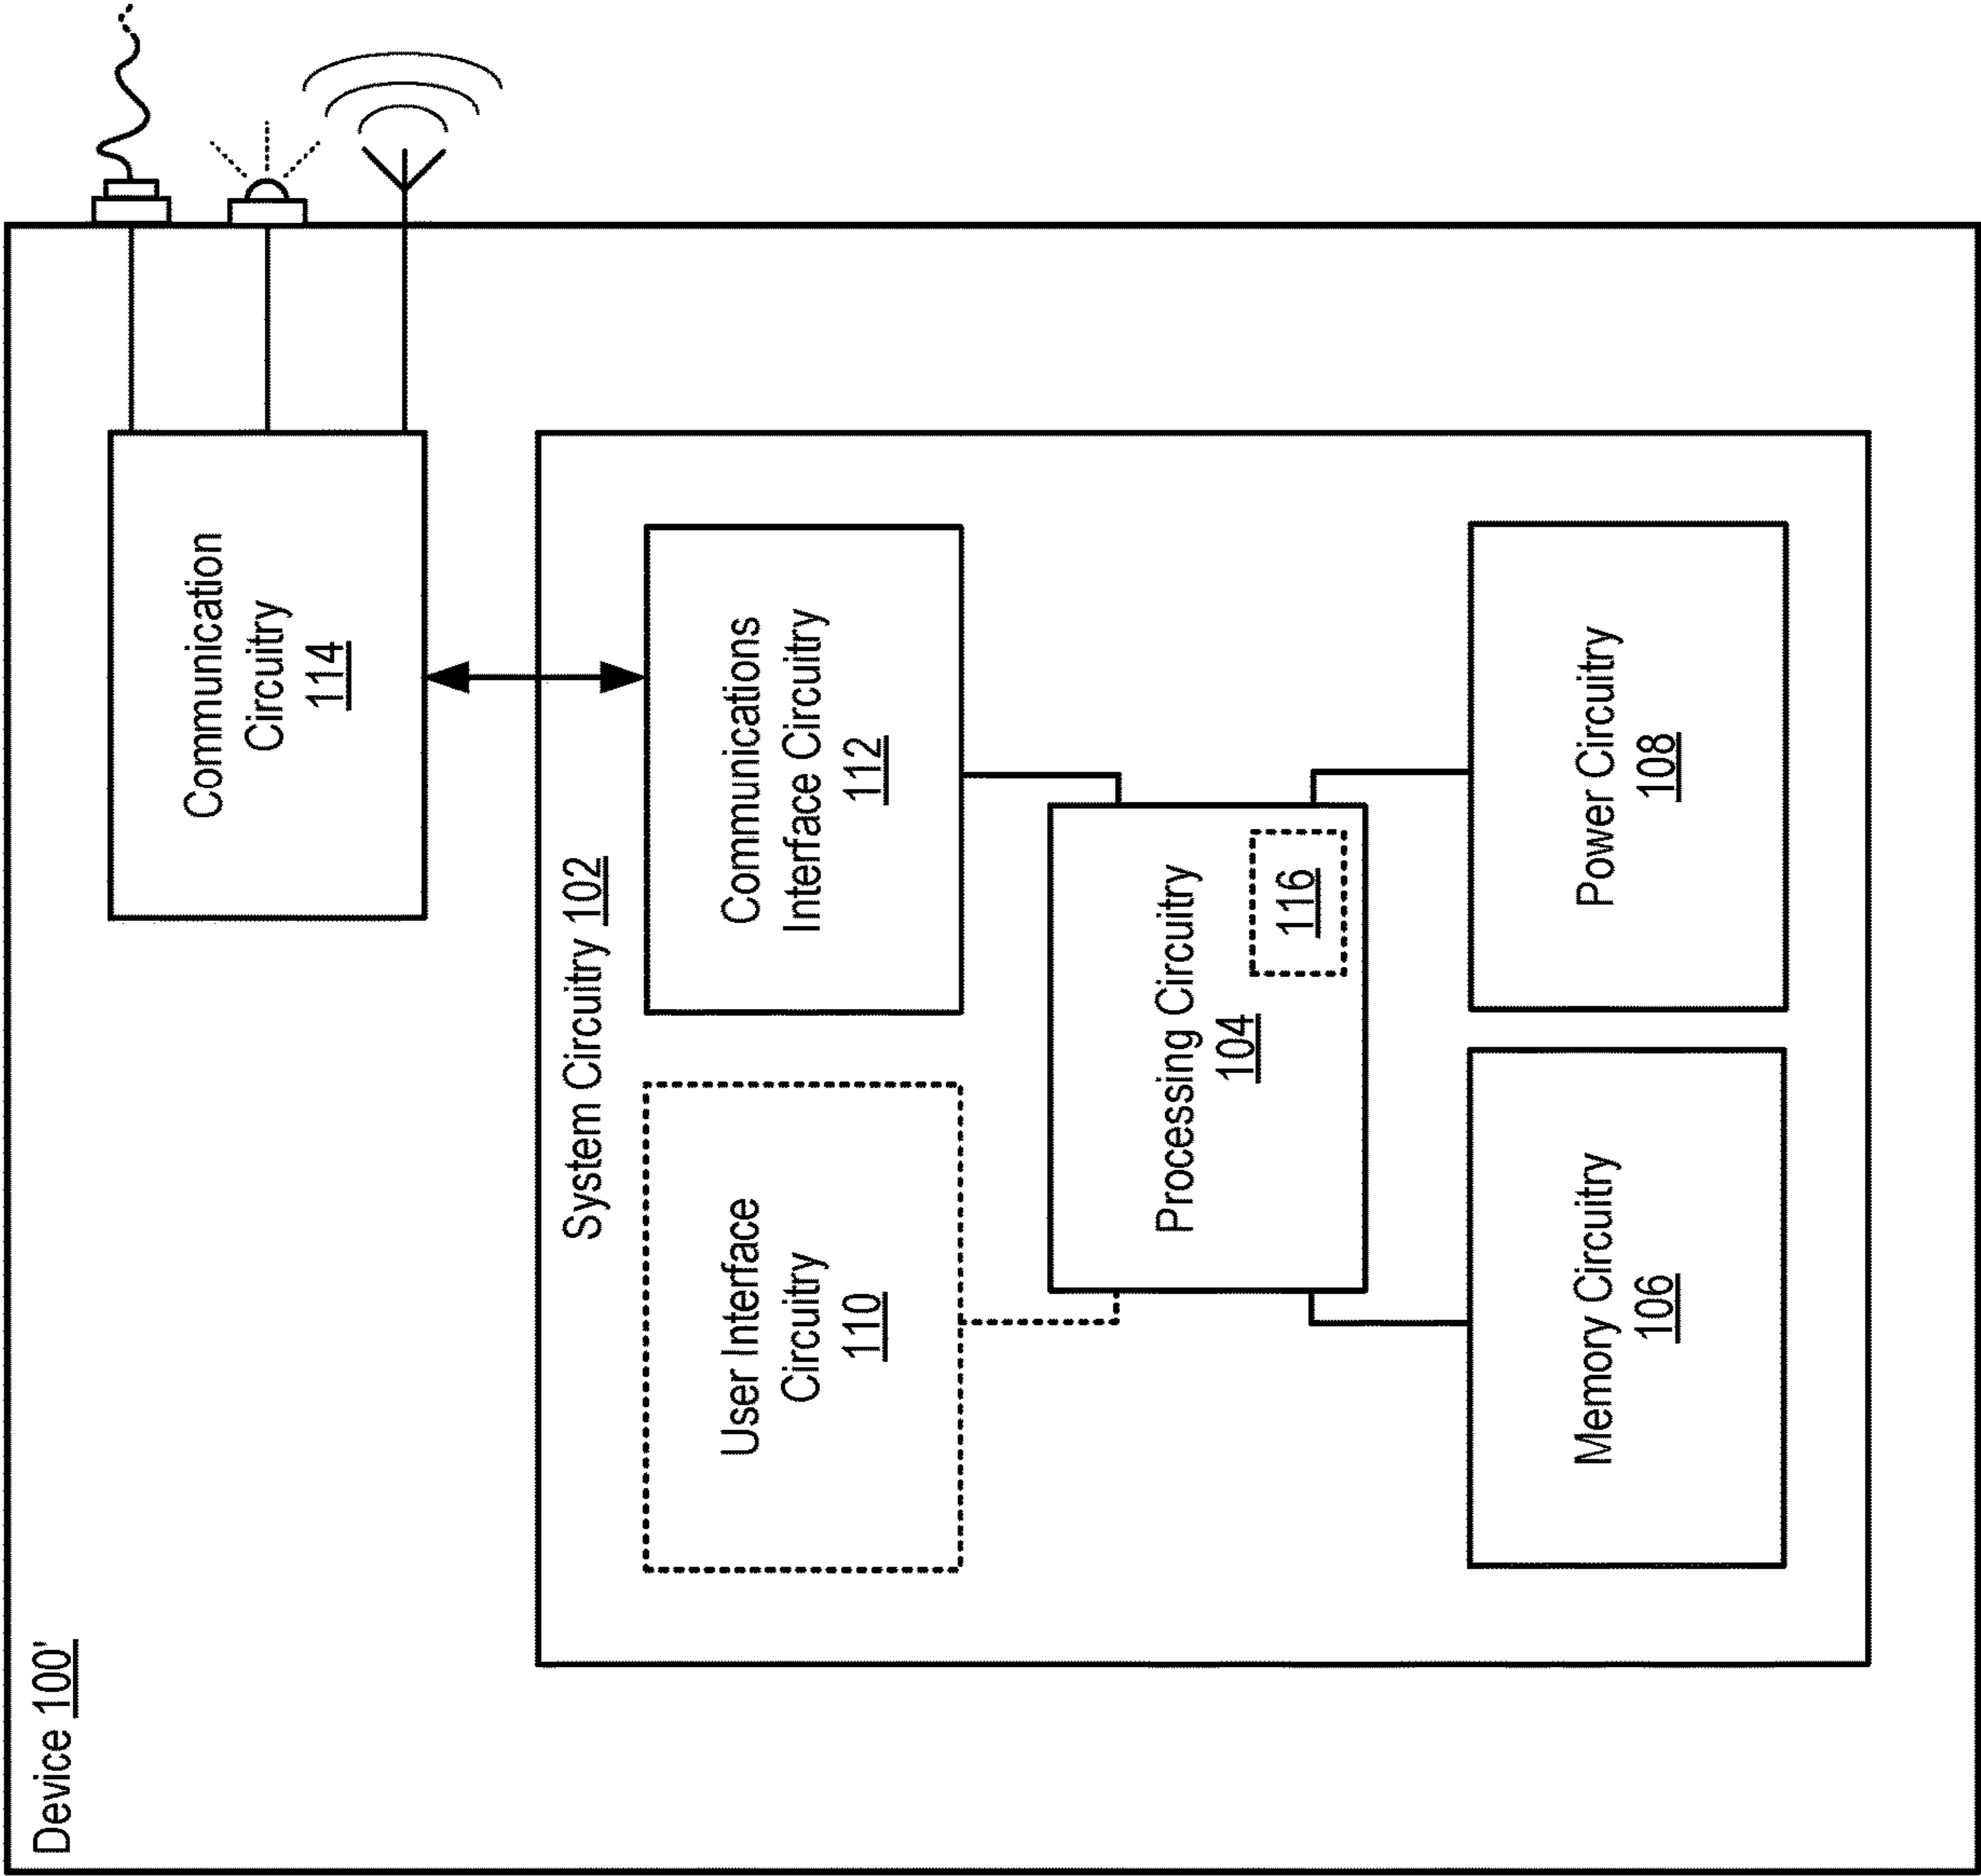 Device 100'
Communication
Circuitry
114
System Circuitry 102
User Interface
Circuitry
110
Communications
Interface Circuitry
112
Processing Circuitry
104
116
Memory Circuitry
106
Power Circuitry
108